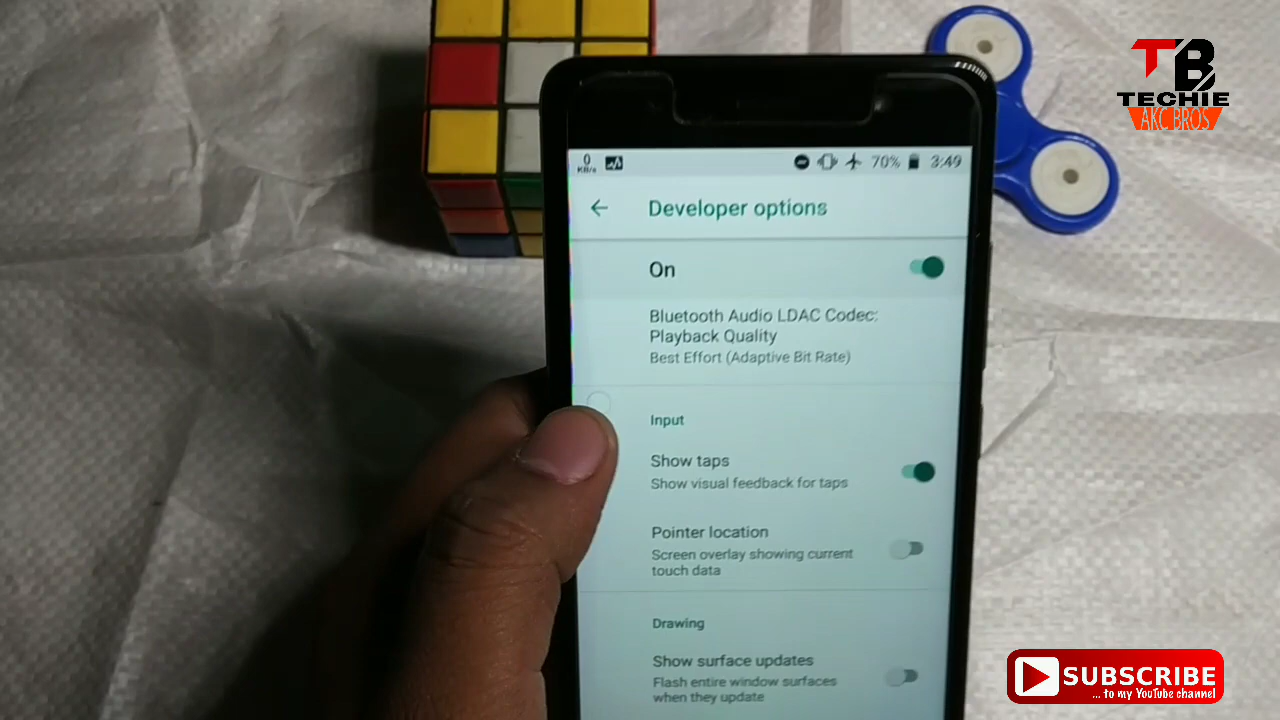 TB
TECHIE
AKC BROS
0
KB/s
70%
3:49
Developer options
On
Bluetooth Audio LDAC Codec:
Playback Quality
Best Effort (Adaptive Bit Rate)
Input
Show taps
Show visual feedback for taps
Pointer location
Screen overlay showing current
touch data
Drawing
Show surface updates
Flash entire window surfaces
when they update
SUBSCRIBE
... to my YouTube channel